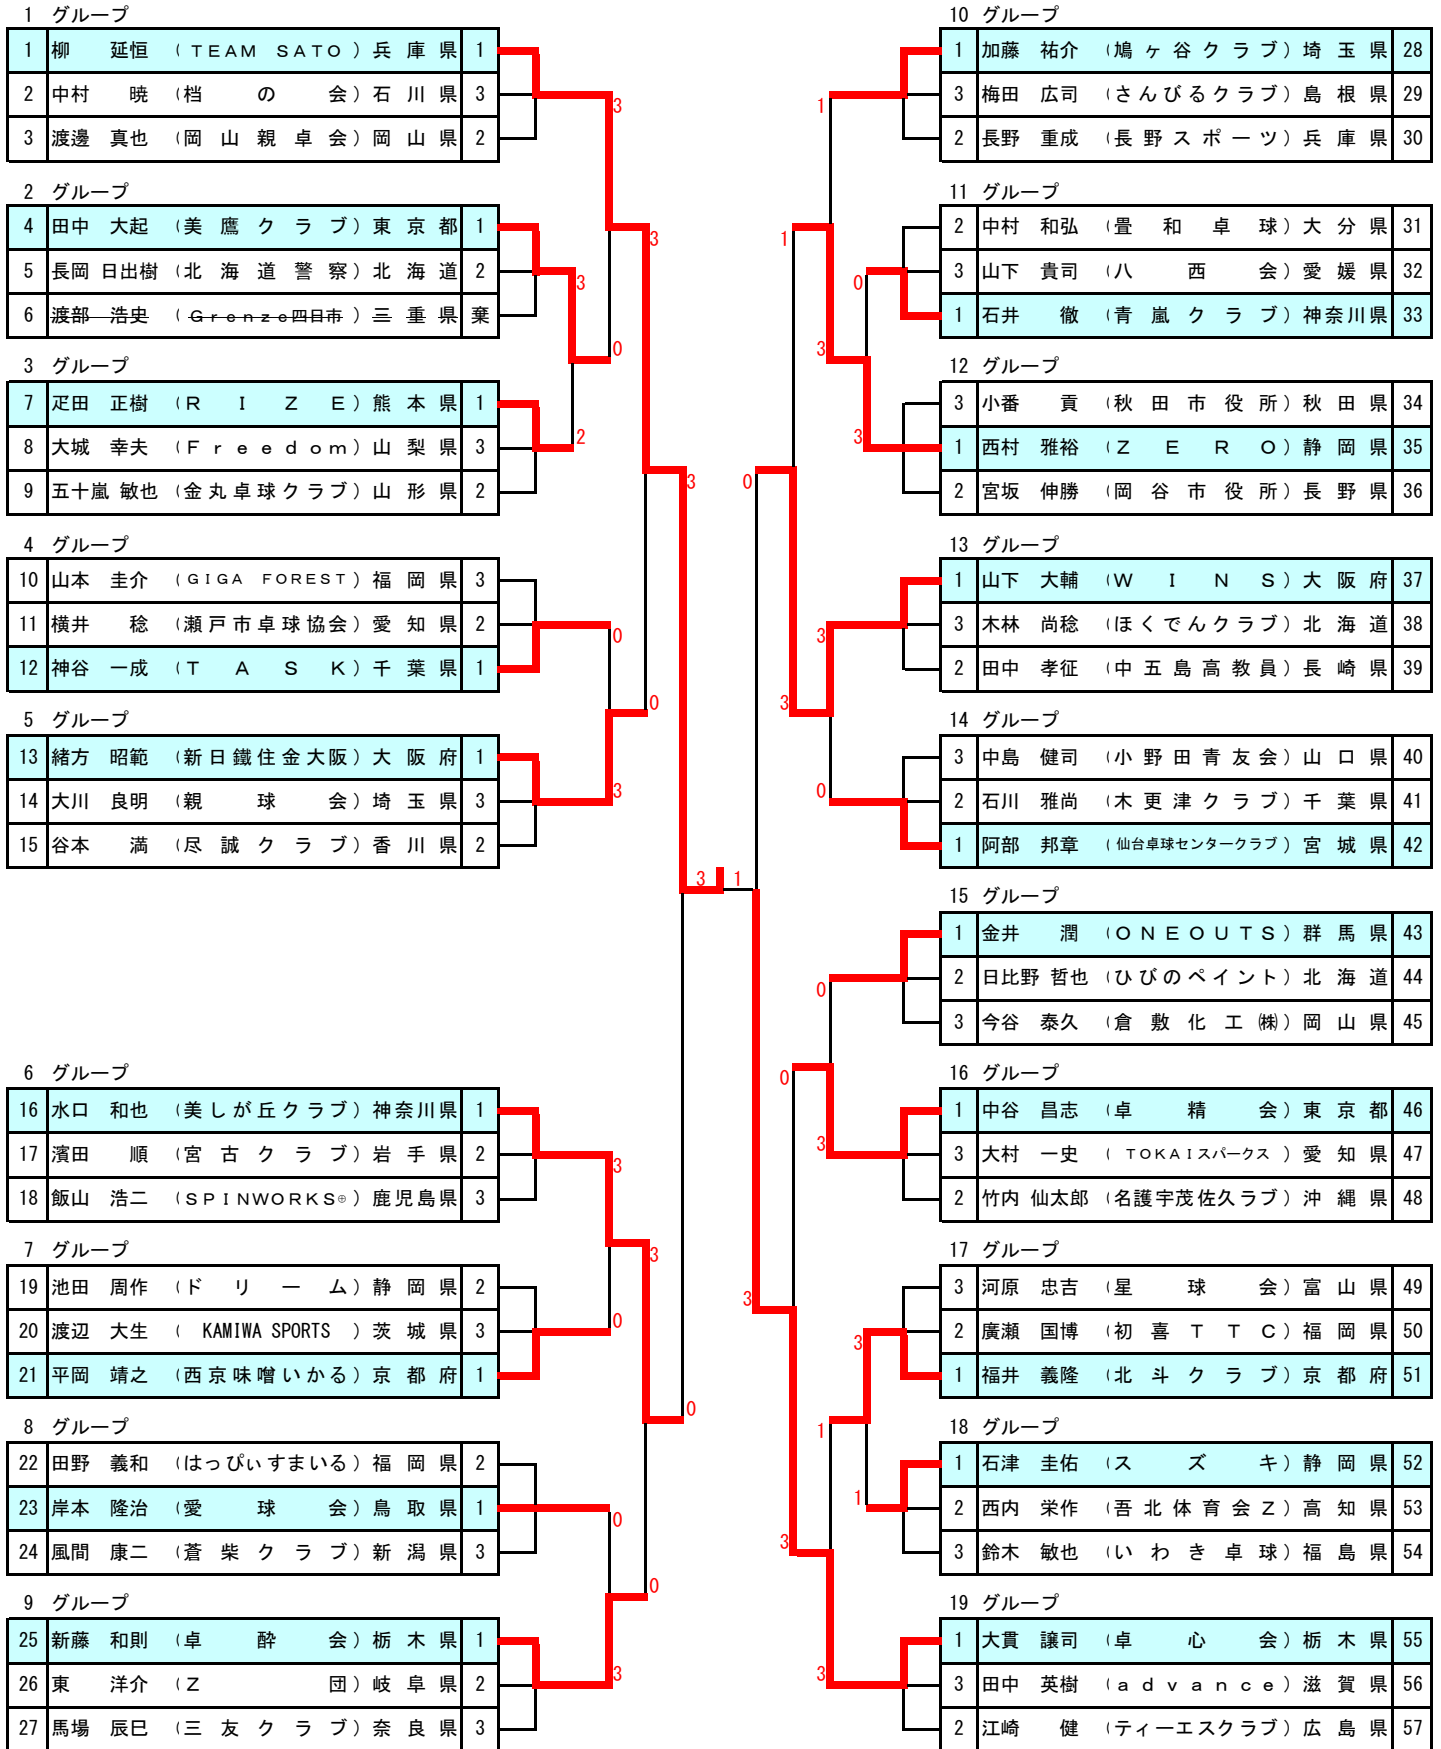 1 グループ
1 柳 延恒 (TEAM SATO) 兵庫県 1
2 中村 暁 (档の会) 石川県 3
3 渡邊 真也 (岡山親卓会) 岡山県 2
3
2 グループ
4 田中 大起 (美鷹クラブ) 東京都 1
5 長岡 日出樹 (北海道警察) 北海道 2
6 渡部 浩史 (Grenzo四日市) 三重県 棄
3
3
0
3 グループ
7 疋田 正樹 (RIZE) 熊本県 1
8 大城 幸夫 (Freedom) 山梨県 3
9 五十嵐 敏也 (金丸卓球クラブ) 山形県 2
2
3
4 グループ
10 山本 圭介 (GIGA FOREST) 福岡県 3
11 横井 稔 (瀬戸市卓球協会) 愛知県 2
12 神谷 一成 (TASK) 千葉県 1
0
0
5 グループ
13 緒方 昭範 (新日鐵住金大阪) 大阪府 1
14 大川 良明 (親球会) 埼玉県 3
15 谷本 満 (尽誠クラブ) 香川県 2
3
3 1
6 グループ
16 水口 和也 (美しが丘クラブ) 神奈川県 1
17 濱田 順 (宮古クラブ) 岩手県 2
18 飯山 浩二 (SPINWORKS⊕) 鹿児島県 3
3
3
7 グループ
19 池田 周作 (ドリーム) 静岡県 2
20 渡辺 大生 (KAMIWA SPORTS) 茨城県 3
21 平岡 靖之 (西京味噌いかる) 京都府 1
0
0
8 グループ
22 田野 義和 (はっぴぃすまいる) 福岡県 2
23 岸本 隆治 (愛球会) 鳥取県 1
24 風間 康二 (蒼柴クラブ) 新潟県 3
0
0
9 グループ
25 新藤 和則 (卓酔会) 栃木県 1
26 東 洋介 (Z団) 岐阜県 2
27 馬場 辰巳 (三友クラブ) 奈良県 3
3
10 グループ
1 加藤 祐介 (鳩ヶ谷クラブ) 埼玉県 28
3 梅田 広司 (さんびるクラブ) 島根県 29
2 長野 重成 (長野スポーツ) 兵庫県 30
1
1
11 グループ
2 中村 和弘 (畳和卓球) 大分県 31
3 山下 貴司 (八西会) 愛媛県 32
1 石井 徹 (青嵐クラブ) 神奈川県 33
0
3
12 グループ
3 小番 貢 (秋田市役所) 秋田県 34
1 西村 雅裕 (ZERO) 静岡県 35
2 宮坂 伸勝 (岡谷市役所) 長野県 36
3
0
13 グループ
1 山下 大輔 (WINS) 大阪府 37
3 木林 尚稔 (ほくでんクラブ) 北海道 38
2 田中 孝征 (中五島高教員) 長崎県 39
3
3
14 グループ
3 中島 健司 (小野田青友会) 山口県 40
2 石川 雅尚 (木更津クラブ) 千葉県 41
1 阿部 邦章 (仙台卓球センタークラブ) 宮城県 42
0
15 グループ
1 金井 潤 (ONEOUTS) 群馬県 43
2 日比野 哲也 (ひびのペイント) 北海道 44
3 今谷 泰久 (倉敷化工㈱) 岡山県 45
0
0
16 グループ
1 中谷 昌志 (卓精会) 東京都 46
3 大村 一史 (TOKAIスパークス) 愛知県 47
2 竹内 仙太郎 (名護宇茂佐久ラブ) 沖縄県 48
3
3
17 グループ
3 河原 忠吉 (星球会) 富山県 49
2 廣瀬 国博 (初喜TTC) 福岡県 50
1 福井 義隆 (北斗クラブ) 京都府 51
3
1
18 グループ
1 石津 圭佑 (スズキ) 静岡県 52
2 西内 栄作 (吾北体育会Z) 高知県 53
3 鈴木 敏也 (いわき卓球) 福島県 54
1
3
19 グループ
1 大貫 譲司 (卓心会) 栃木県 55
3 田中 英樹 (advance) 滋賀県 56
2 江崎 健 (ティーエスクラブ) 広島県 57
3